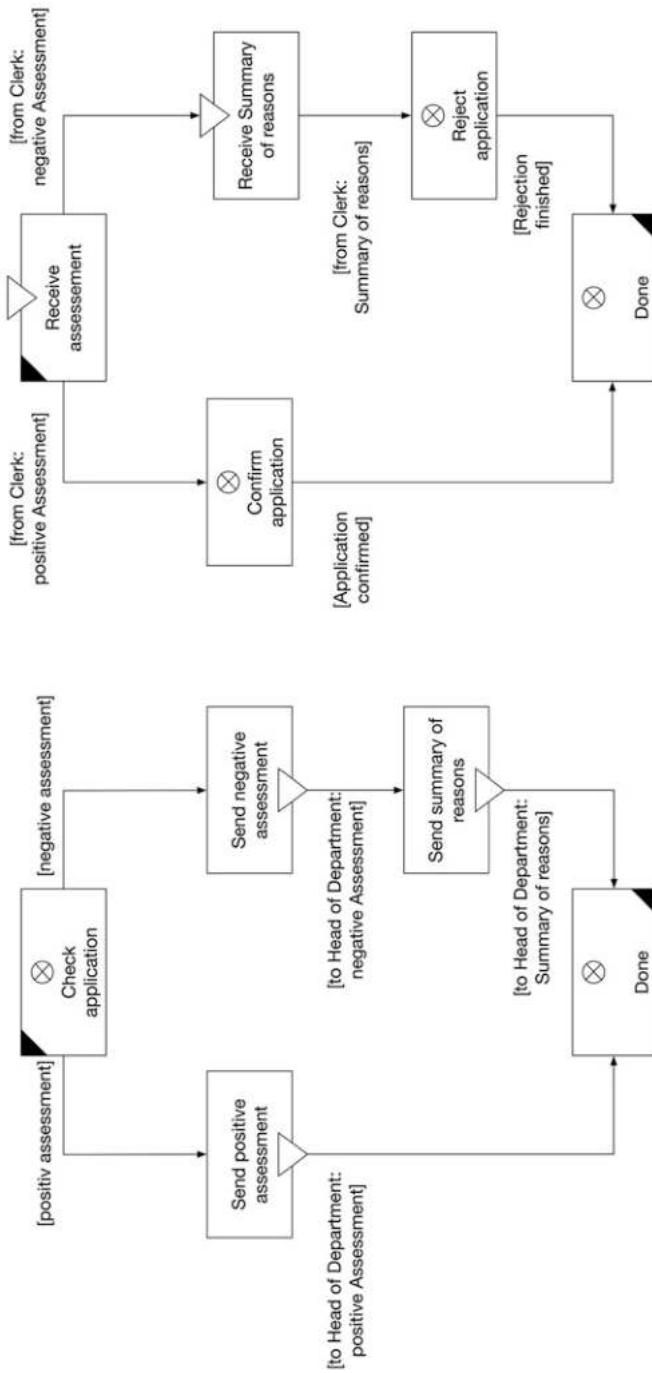 Check
application
[positiv assessment]
[negative assessment]
Send positive
assessment
Send negative
assessment
[to Head of Department:
positive Assessment]
[to Head of Department:
negative Assessment]
Send summary of
reasons
[to Head of Department:
Summary of reasons]
Done
Receive
assessement
[from Clerk:
positive Assessment]
[from Clerk:
negative Assessment]
Confirm
application
Receive Summary
of reasons
[Application
confirmed]
[from Clerk:
Summary of reasons]
Reject
application
[Rejection
finished]
Done